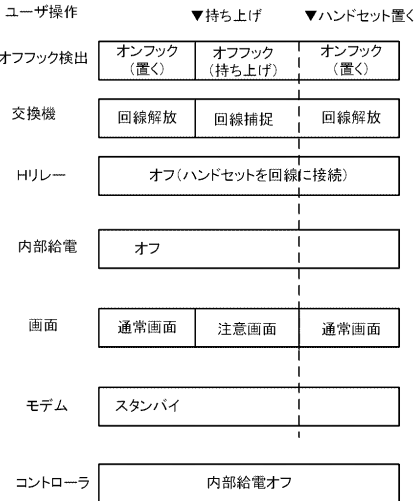 ユーザ操作 ▼持ち上げ ▼ハンドセット置く
オフフック検出 オンフック オフフック オンフック
(置く) (持ち上げ) (置く)
交換機 回線解放 回線捕捉 回線解放
Hリレー オフ(ハンドセットを回線に接続)
内部給電 オフ
画面 通常画面 注意画面 通常画面
モデム スタンバイ
コントローラ 内部給電オフ